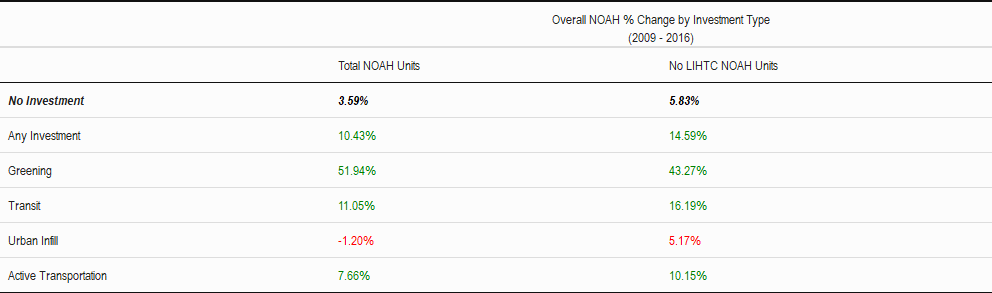 Overall NOAH % Change by Investment Type
(2009 - 2016)
Total NOAH Units No LIHTC NOAH Units
No Investment 3.59% 5.83%
Any Investment 10.43% 14.59%
Greening 51.94% 43.27%
Transit 11.05% 16.19%
Urban Infill -1.20% 5.17%
Active Transportation 7.66% 10.15%